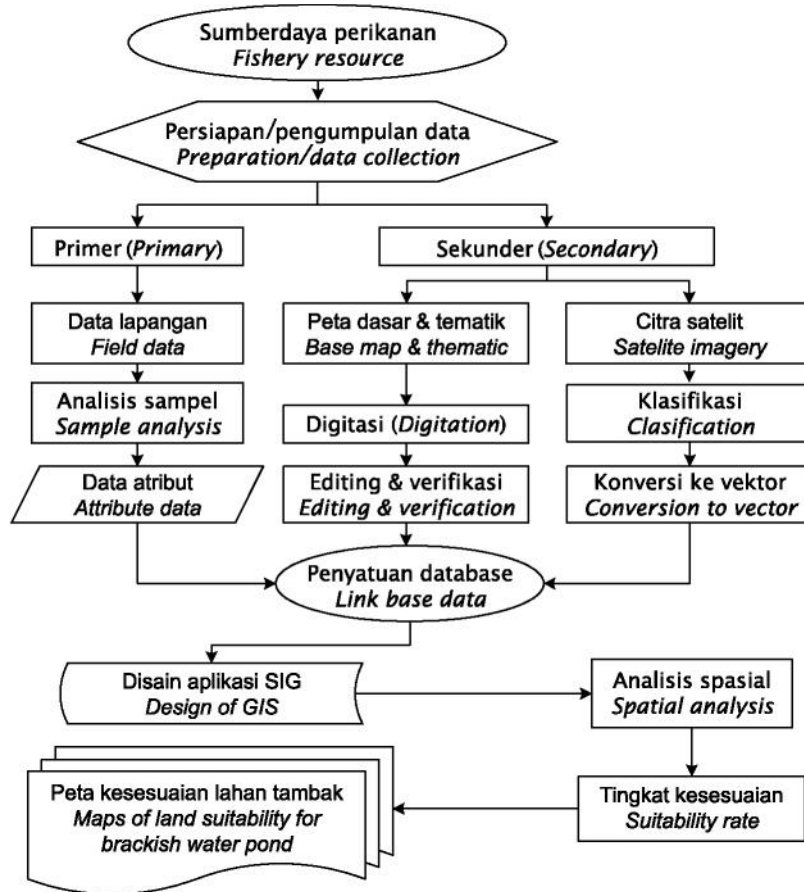 Sumberdaya perikanan
Fishery resource
Persiapan/pengumpulan data
Preparation/data collection
Primer (Primary)
Sekunder (Secondary)
Data lapangan
Field data
Peta dasar & tematik
Base map & thematic
Citra satelit
Satelite imagery
Analisis sampel
Sample analysis
Digitasi (Digitation)
Klasifikasi
Clasification
Data atribut
Attribute data
Editing & verifikasi
Editing & verification
Konversi ke vektor
Conversion to vector
Penyatuan database
Link base data
Disain aplikasi SIG
Design of GIS
Analisis spasial
Spatial analysis
Peta kesesuaian lahan tambak
Maps of land suitability for
brackish water pond
Tingkat kesesuaian
Suitability rate